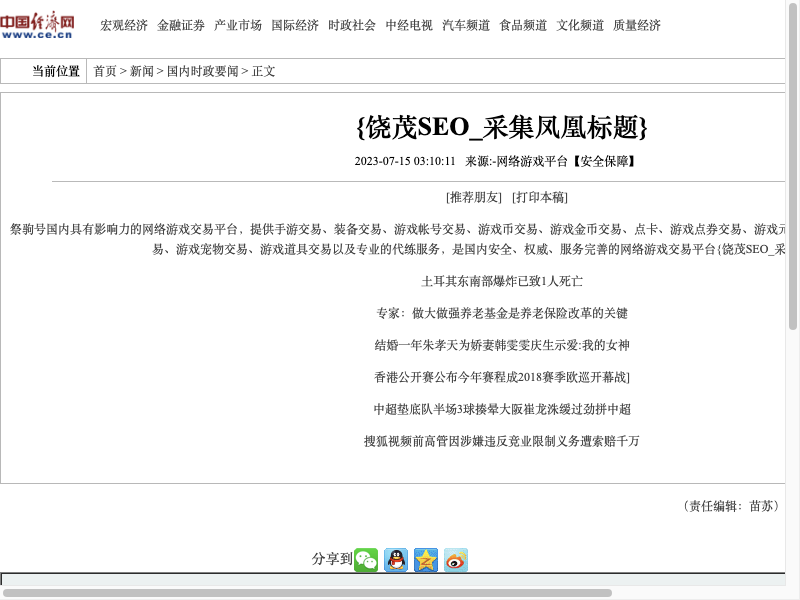 中国经济网
www.ce.cn
宏观经济 金融证券 产业市场 国际经济 时政社会 中经电视 汽车频道 食品频道 文化频道 质量经济
当前位置 首页 > 新闻 > 国内时政要闻 > 正文
{饶茂SEO_采集凤凰标题}
2023-07-15 03:10:11 来源:-网络游戏平台【安全保障】
[推荐朋友] [打印本稿]
祭驹号国内具有影响力的网络游戏交易平台，提供手游交易、装备交易、游戏帐号交易、游戏币交易、游戏金币交易、点卡、游戏点券交易、游戏元
易、游戏宠物交易、游戏道具交易以及专业的代练服务，是国内安全、权威、服务完善的网络游戏交易平台{饶茂SEO_采
土耳其东南部爆炸已致1人死亡
专家：做大做强养老基金是养老保险改革的关键
结婚一年朱孝天为娇妻韩雯雯庆生示爱:我的女神
香港公开赛公布今年赛程成2018赛季欧巡开幕战]
中超垫底队半场3球揍晕大阪崔龙洙缓过劲拼中超
搜狐视频前高管因涉嫌违反竞业限制义务遭索赔千万
（责任编辑：苗苏）
分享到